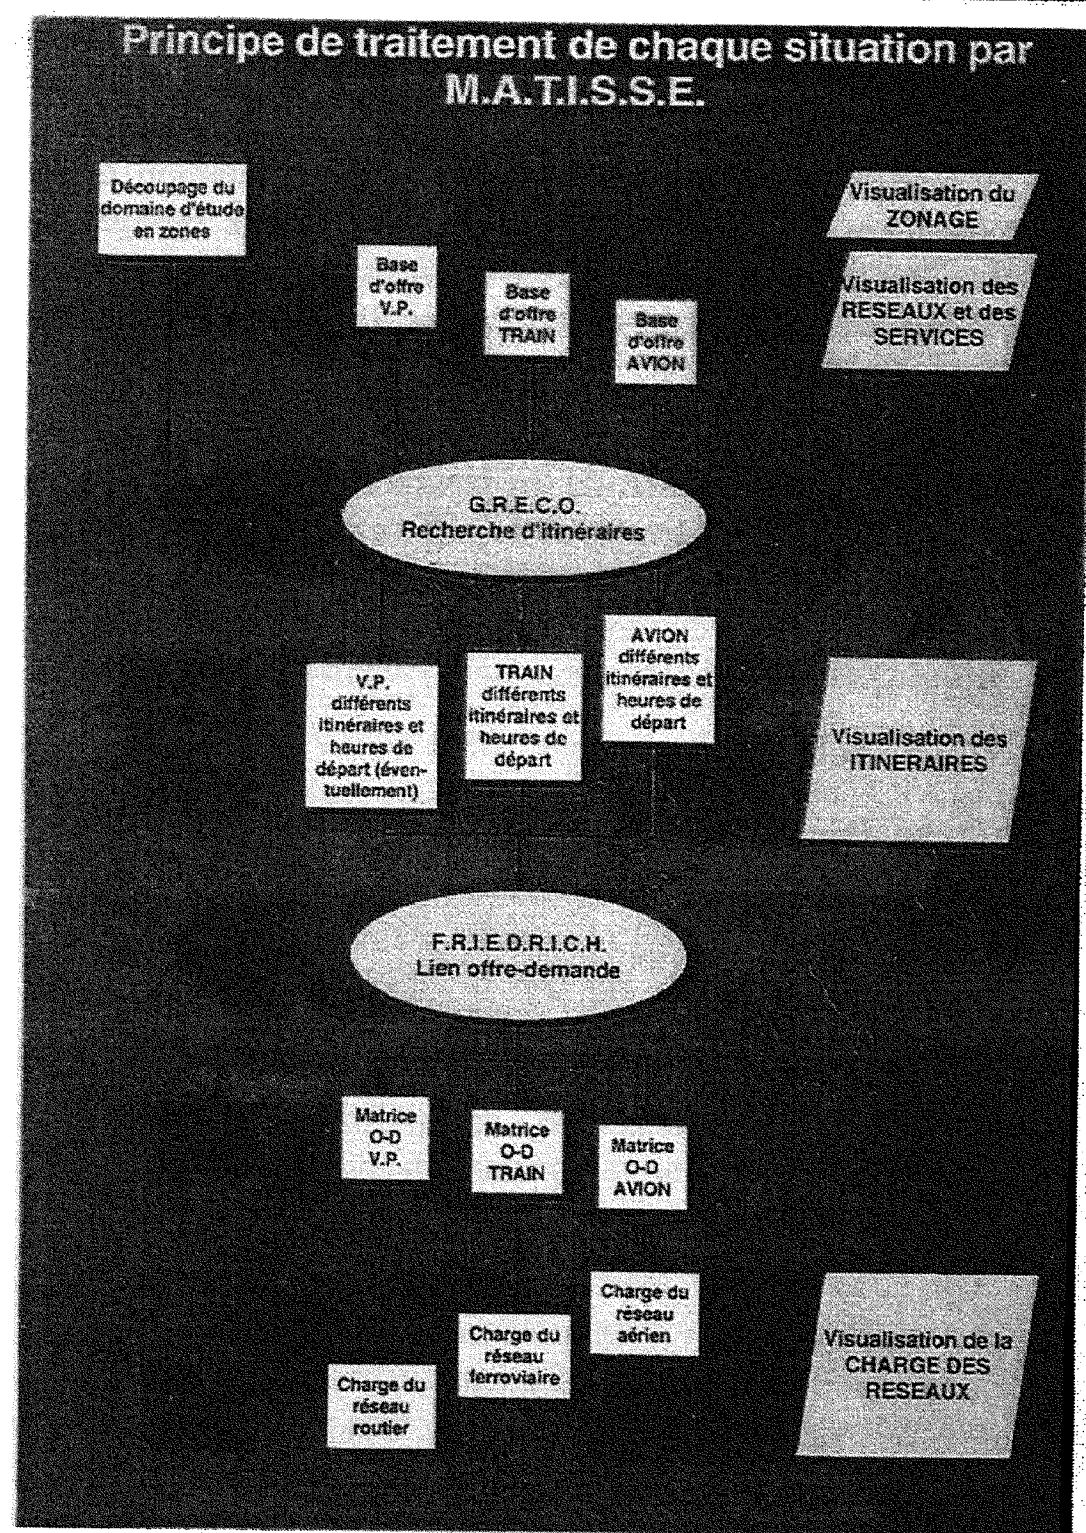 Principe de traitement de chaque situation par
M.A.T.I.S.S.E.
Découpage du
domaine d'étude
en zones
Base
d'offre
V.P.
Base
d'offre
TRAIN
Base
d'offre
AVION
Visualisation du
ZONAGE
Visualisation des
RESEAUX et des
SERVICES
G.R.E.C.O.
Recherche d'itinéraires
V.P.
différents
itinéraires et
heures de
départ (éven-
tuellement)
TRAIN
différents
itinéraires et
heures de
départ
AVION
différents
itinéraires et
heures de
départ
Visualisation des
ITINERAIRES
F.R.I.E.D.R.I.C.H.
Lien offre-demande
Matrice
O-D
V.P.
Matrice
O-D
TRAIN
Matrice
O-D
AVION
Charge du
réseau
routier
Charge du
réseau
ferroviaire
Charge du
réseau
aérien
Visualisation de la
CHARGE DES
RESEAUX